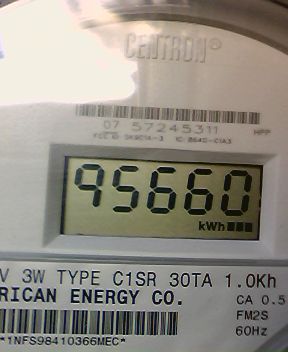 CENTRON®
07 57245311
HPP
95660
kWh
V 3W TYPE C1SR 30TA 1.0Kh
RICAN ENERGY CO.
CA 0.5
FM2S
60Hz
*1NFS98410366MEC*